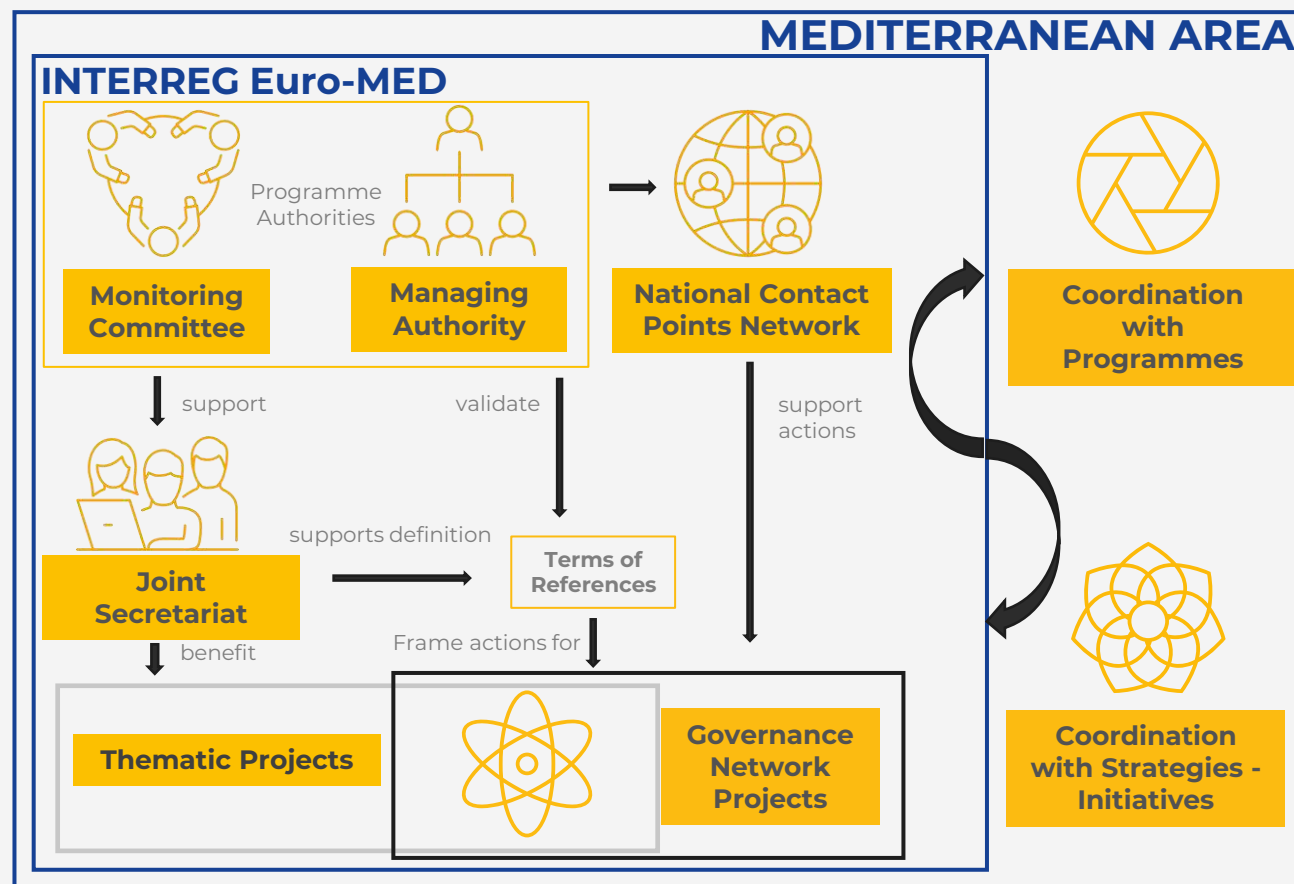 MEDITERRANEAN AREA
INTERREG Euro-MED
Programme
Authorities
Monitoring
Committee
Managing
Authority
National Contact
Points Network
Coordination
with
Programmes
support
validate
support
actions
supports definition
Terms of
References
Joint
Secretariat
benefit
Frame actions for
Thematic Projects
Governance
Network
Projects
Coordination
with Strategies -
Initiatives